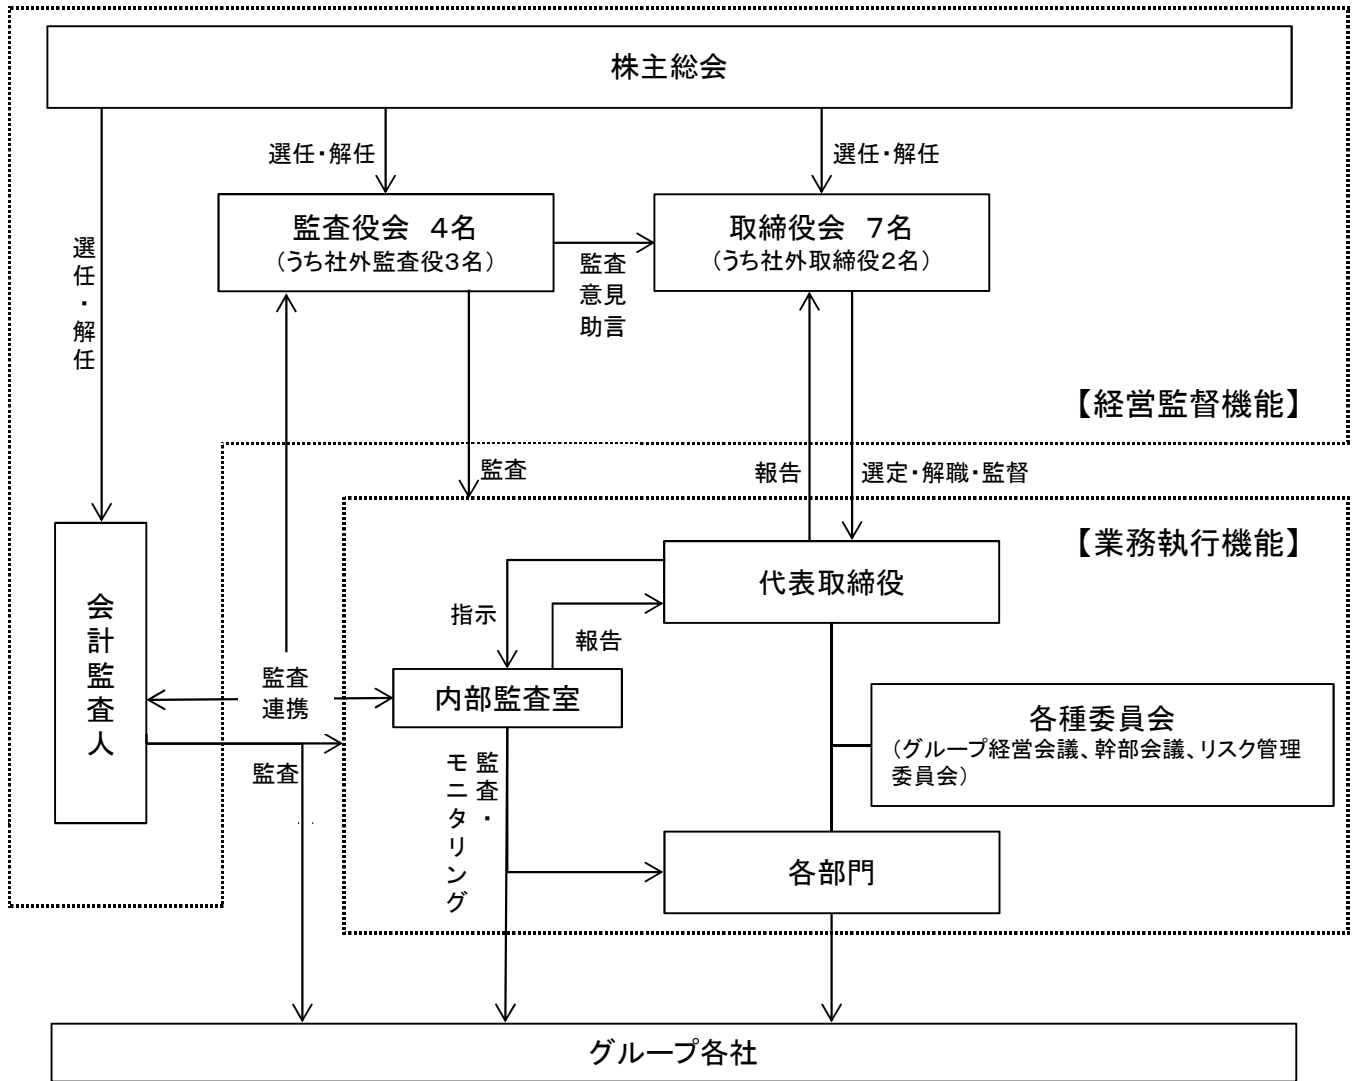 株主総会
選任・解任
選任・解任
選任・解任
監査役会 4名
(うち社外監査役3名)
監査
意見
助言
取締役会 7名
(うち社外取締役2名)
【経営監督機能】
監査
報告
選定・解職・監督
【業務執行機能】
代表取締役
指示
報告
会計監査人
監査
連携
内部監査室
各種委員会
(グループ経営会議、幹部会議、リスク管理
委員会)
監査
監査・
モニタリング
各部門
グループ各社